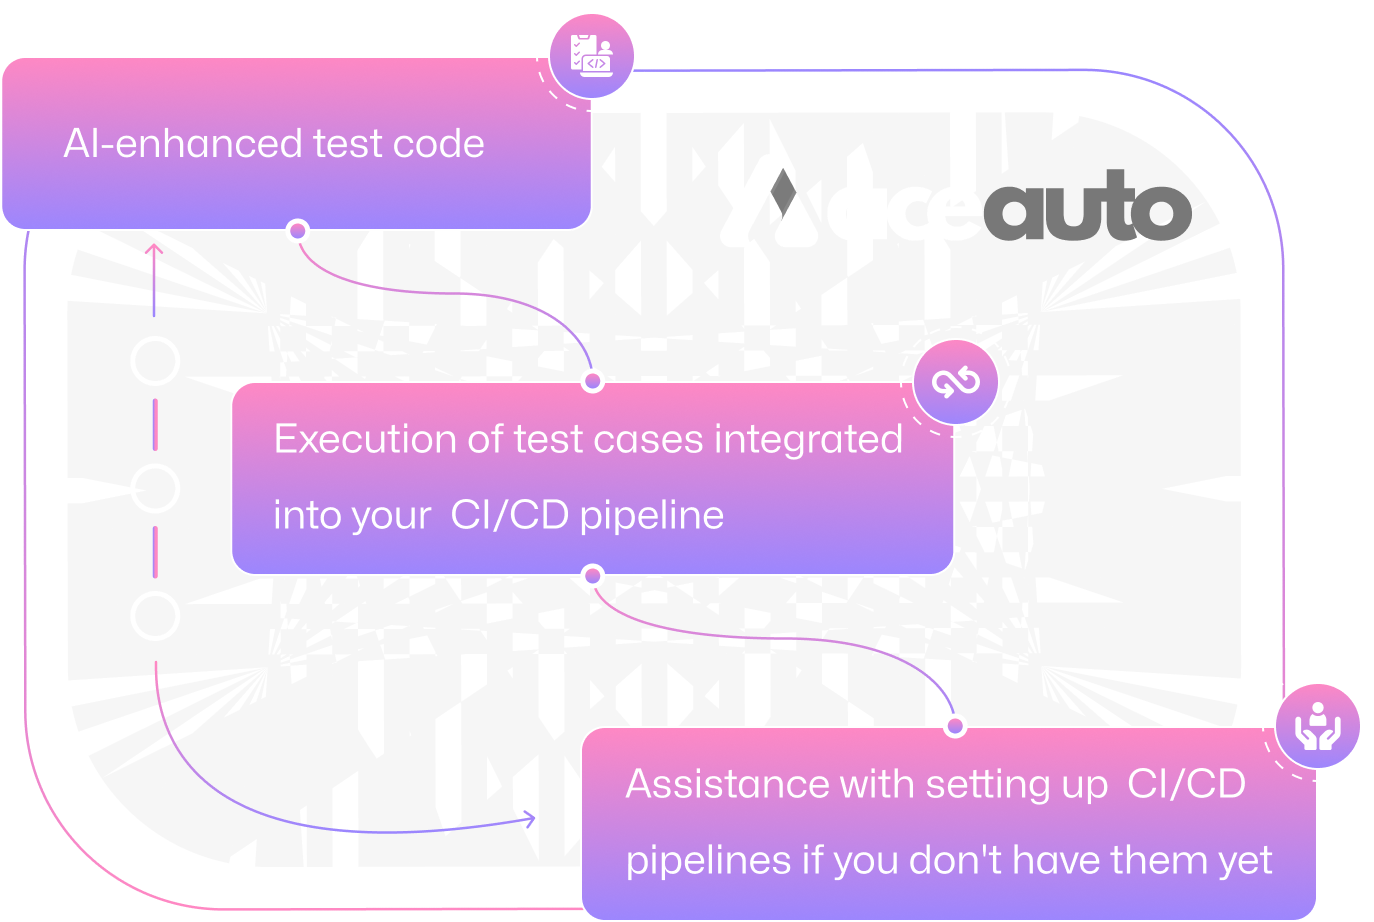 AI-enhanced test code
aceauto
Execution of test cases integrated
into your CI/CD pipeline
Assistance with setting up CI/CD
pipelines if you don't have them yet